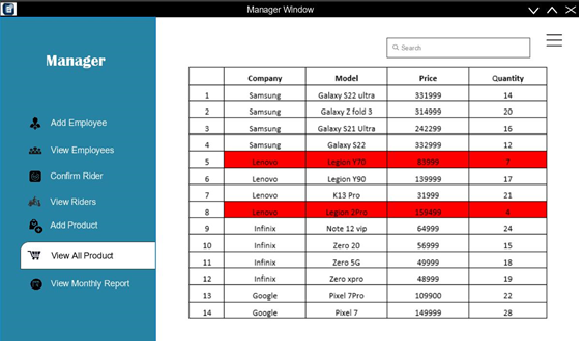 Manager Window
Manager
Search
Add Employee
View Employees
Confirm Rider
View Riders
Add Product
View All Product
View Monthly Report
Company Model Price Quantity
1 Samsung Galaxy S22 ultra 331999 14
2 Samsung Galaxy Z fold 3 314999 20
3 Samsung Galaxy S21 Ultra 242299 16
4 Samsung Galaxy S22 332999 12
5 Lenovo Legion Y70 83999 7
6 Lenovo Legion Y90 139999 17
7 Lenovo K13 Pro 31999 21
8 Lenovo Legion 2Pro 159499 4
9 Infinix Note 12 vip 64999 24
10 Infinix Zero 20 56999 15
11 Infinix Zero 5G 49999 18
12 Infinix Zero xpro 48999 19
13 Google Pixel 7Pro 109900 22
14 Google Pixel 7 149999 28